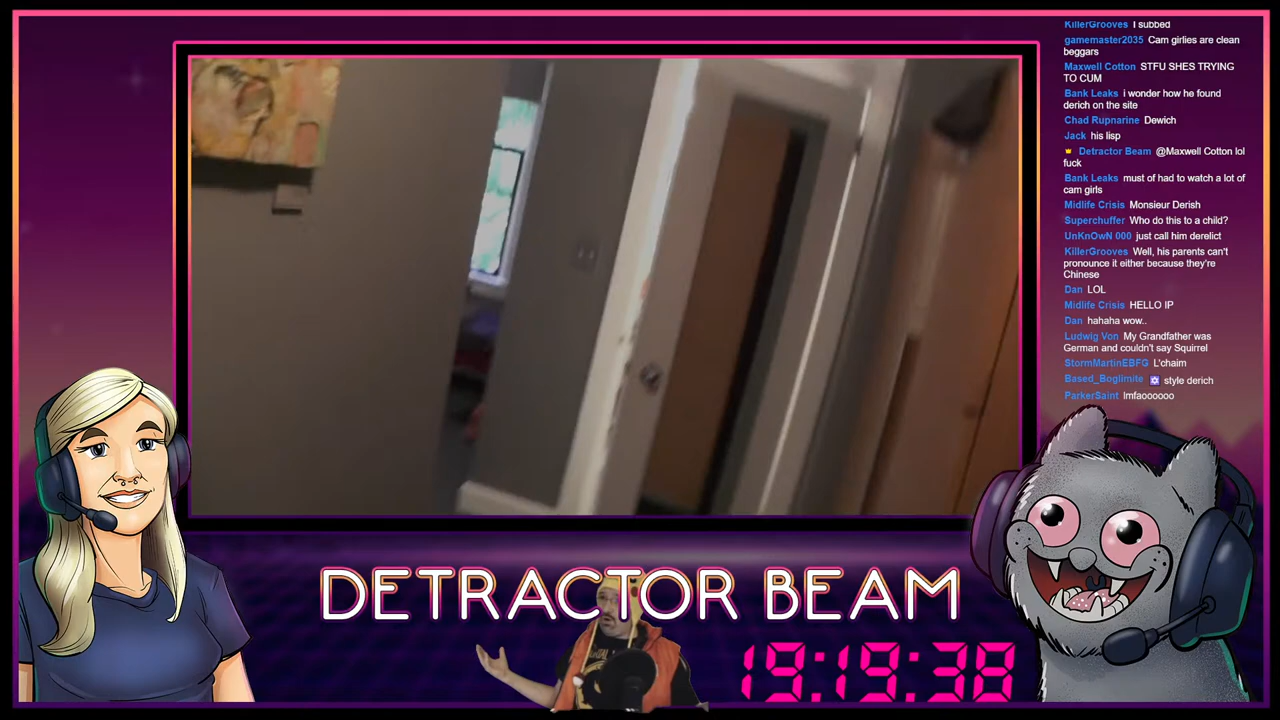 KillerGrooves I subbed
gamemaster2035 Cam girlies are clean
beggars
Maxwell Cotton STFU SHES TRYING
TO CUM
Bank Leaks i wonder how he found
derich on the site
Chad Rupnarine Dewich
Jack his lisp
Detractor Beam @Maxwell Cotton lol
fuck
Bank Leaks must of had to watch a lot of
cam girls
Midlife Crisis Monsieur Derish
Superchuffer Who do this to a child?
UnKnOwN 000 just call him derelict
KillerGrooves Well, his parents can't
pronounce it either because they're
Chinese
Dan LOL
Midlife Crisis HELLO IP
Dan hahaha wow..
Ludwig Von My Grandfather was
German and couldn't say Squirrel
StormMartinEBFG L'chaim
Based_Boglimite style derich
ParkerSaint lmfaoooooo
DETRACTOR BEAM
19:19:38